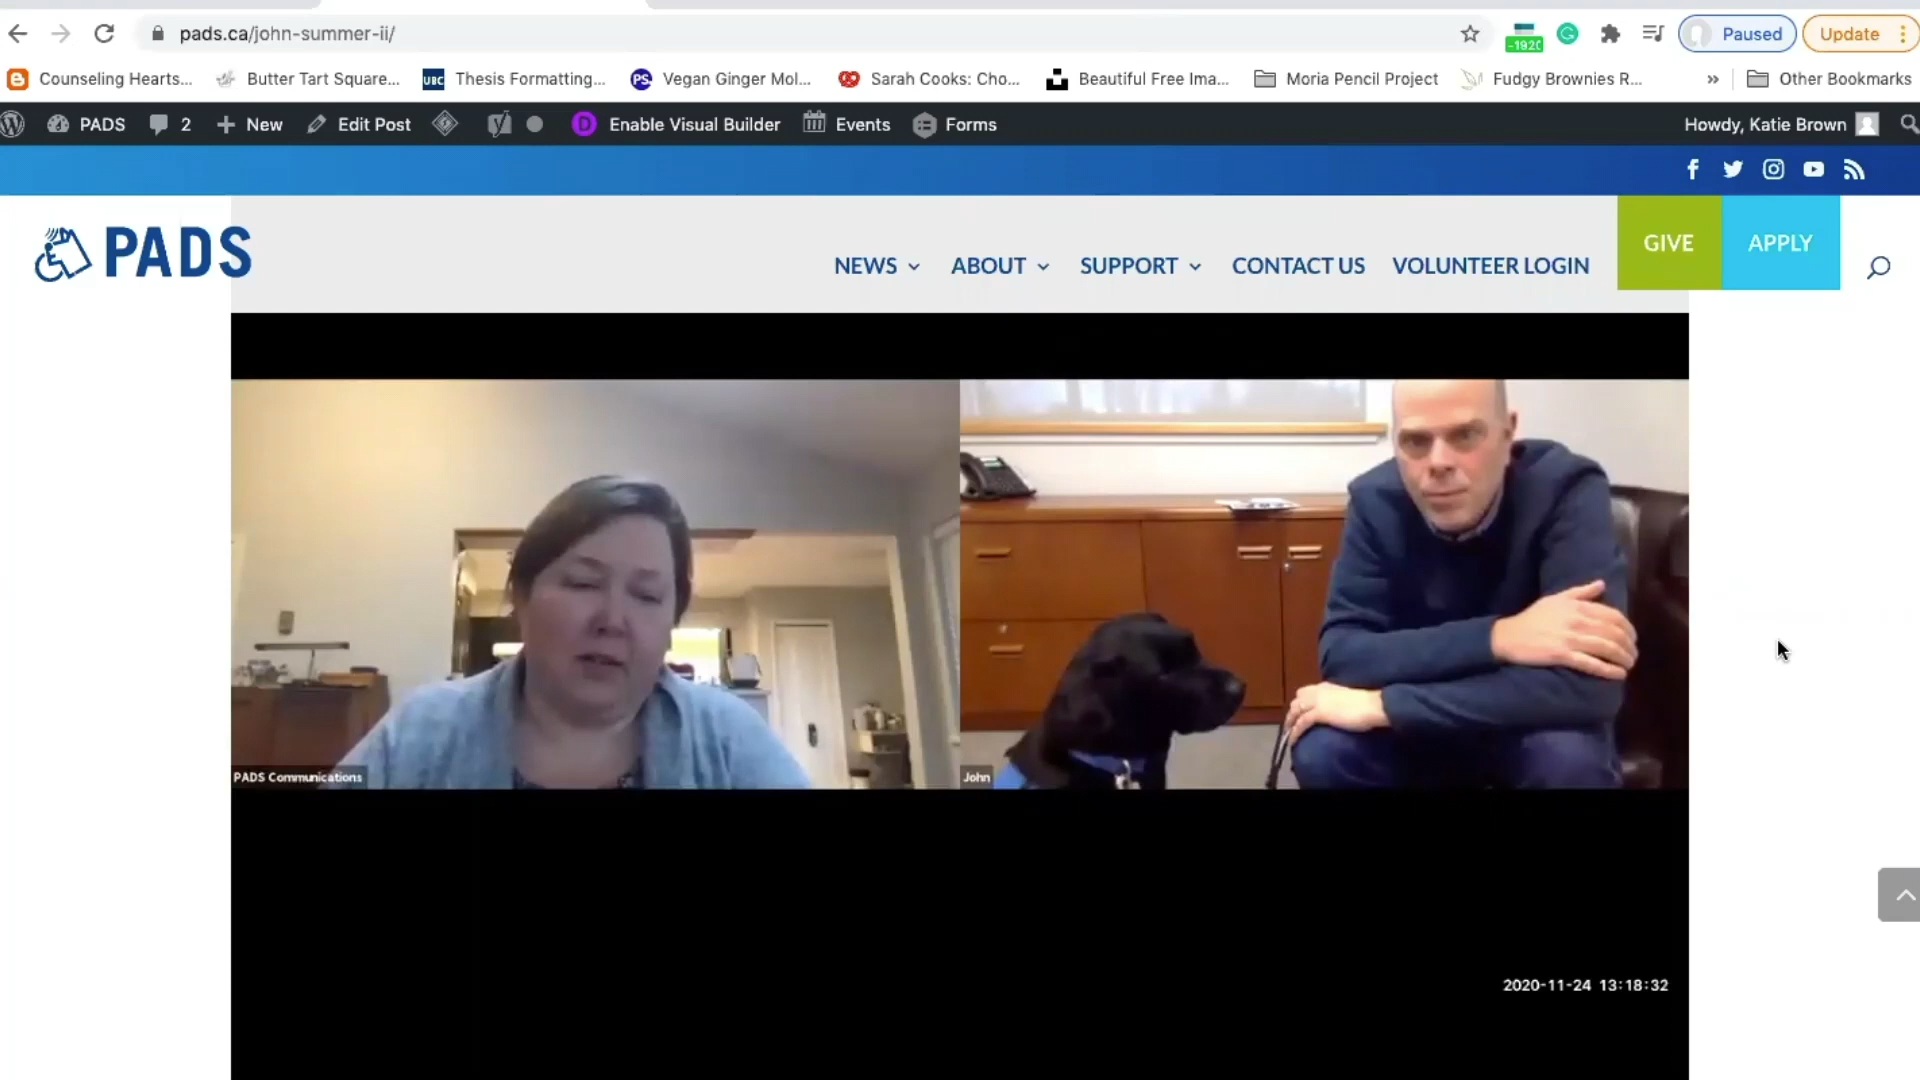 pads.ca/john-summer-ii/
-1920
Paused
Update
Counseling Hearts...
Butter Tart Square...
UBC
Thesis Formatting...
PS
Vegan Ginger Mol...
Sarah Cooks: Cho...
Beautiful Free Ima...
Moria Pencil Project
Fudgy Brownies R...
»
Other Bookmarks
PADS
2
New
Edit Post
D
Enable Visual Builder
Events
Forms
Howdy, Katie Brown
PADS
NEWS
ABOUT
SUPPORT
CONTACT US
VOLUNTEER LOGIN
GIVE
APPLY
PADS Communications
John
2020-11-24 13:18:32